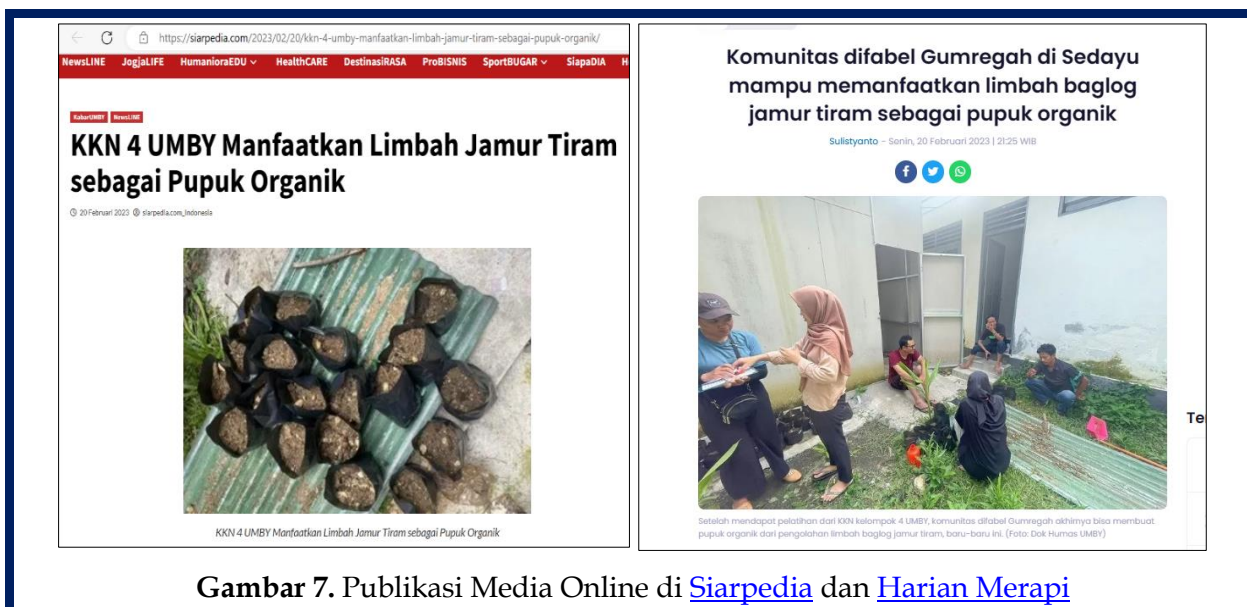 https://siarpedia.com/2023/02/20/kkn-4-umby-manfaatkan-limbah-jamur-tiram-sebagai-pupuk-organik/
NewsLINE JogjaLIFE HumanioraEDU HealthCARE DestinasiRASA ProBISNIS SportBUGAR SiapaDIA H
KabarUMBY NewsLINE
KKN 4 UMBY Manfaatkan Limbah Jamur Tiram
sebagai Pupuk Organik
20 Februari 2023 siarpedia.com_Indonesia
KKN 4 UMBY Manfaatkan Limbah Jamur Tiram sebagai Pupuk Organik
Komunitas difabel Gumregah di Sedayu
mampu memanfaatkan limbah baglog
jamur tiram sebagai pupuk organik
Sulistyanto - Senin, 20 Februari 2023 | 21:25 WIB
Te
Setelah mendapat pelatihan dari KKN kelompok 4 UMBY, komunitas difabel Gumregah akhirnya bisa membuat
pupuk organik dari pengolahan limbah baglog jamur tiram, baru-baru ini. (Foto: Dok Humas UMBY)
Gambar 7. Publikasi Media Online di Siarpedia dan Harian Merapi